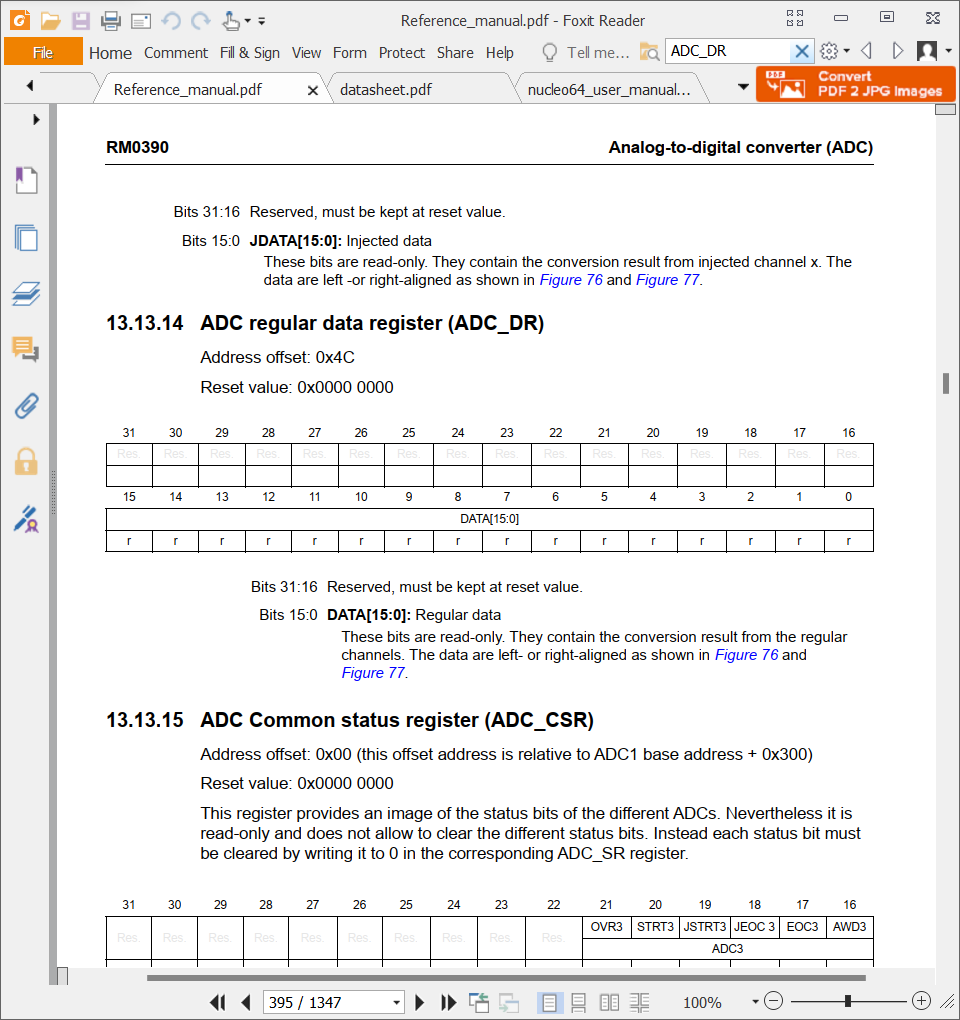 Reference_manual.pdf - Foxit Reader
File Home Comment Fill & Sign View Form Protect Share Help Tell me... ADC_DR
Reference_manual.pdf datasheet.pdf nucleo64_user_manual...
PDF Convert
PDF 2 JPG Images
RM0390 Analog-to-digital converter (ADC)
Bits 31:16 Reserved, must be kept at reset value.
Bits 15:0 JDATA[15:0]: Injected data
These bits are read-only. They contain the conversion result from injected channel x. The
data are left -or right-aligned as shown in Figure 76 and Figure 77.
13.13.14 ADC regular data register (ADC_DR)
Address offset: 0x4C
Reset value: 0x0000 0000
31 30 29 28 27 26 25 24 23 22 21 20 19 18 17 16
Res. Res. Res. Res. Res. Res. Res. Res. Res. Res. Res. Res. Res. Res. Res. Res.
15 14 13 12 11 10 9 8 7 6 5 4 3 2 1 0
DATA[15:0]
r r r r r r r r r r r r r r r r
Bits 31:16 Reserved, must be kept at reset value.
Bits 15:0 DATA[15:0]: Regular data
These bits are read-only. They contain the conversion result from the regular
channels. The data are left- or right-aligned as shown in Figure 76 and
Figure 77.
13.13.15 ADC Common status register (ADC_CSR)
Address offset: 0x00 (this offset address is relative to ADC1 base address + 0x300)
Reset value: 0x0000 0000
This register provides an image of the status bits of the different ADCs. Nevertheless it is
read-only and does not allow to clear the different status bits. Instead each status bit must
be cleared by writing it to 0 in the corresponding ADC_SR register.
31 30 29 28 27 26 25 24 23 22 21 20 19 18 17 16
Res. Res. Res. Res. Res. Res. Res. Res. Res. Res. OVR3 STRT3 JSTRT3 JEOC 3 EOC3 AWD3
ADC3
395 / 1347 100%